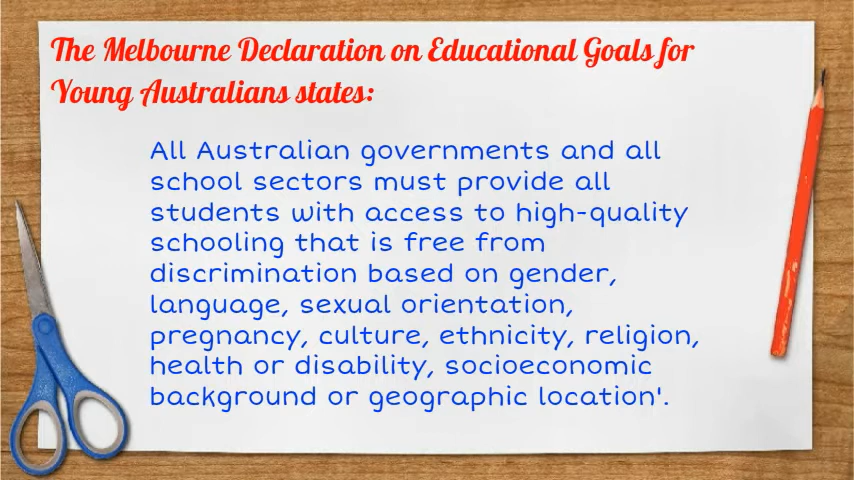 The Melbourne Declaration on Educational Goals for
Young Australians states:
All Australian governments and all
school sectors must provide all
students with access to high-quality
schooling that is free from
discrimination based on gender,
language, sexual orientation,
pregnancy, culture, ethnicity, religion,
health or disability, socioeconomic
background or geographic location'.